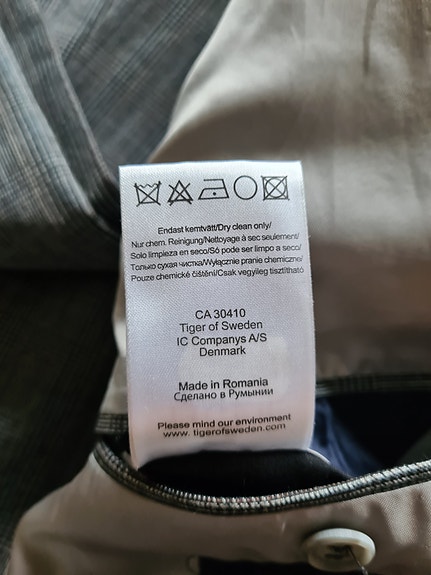 Endast kemtvätt/Dry clean only/
Nur chem. Reinigung/Nettoyage à sec seulement/
Solo limpieza en seco/Só pode ser limpo a seco/
Только сухая чистка/Wyłącznie pranie chemiczne/
Pouze chemické čištění/Csak vegyileg tisztítható
CA 30410
Tiger of Sweden
IC Companys A/S
Denmark
Made in Romania
Сделано в Румынии
Please mind our environment
www.tigerofsweden.com